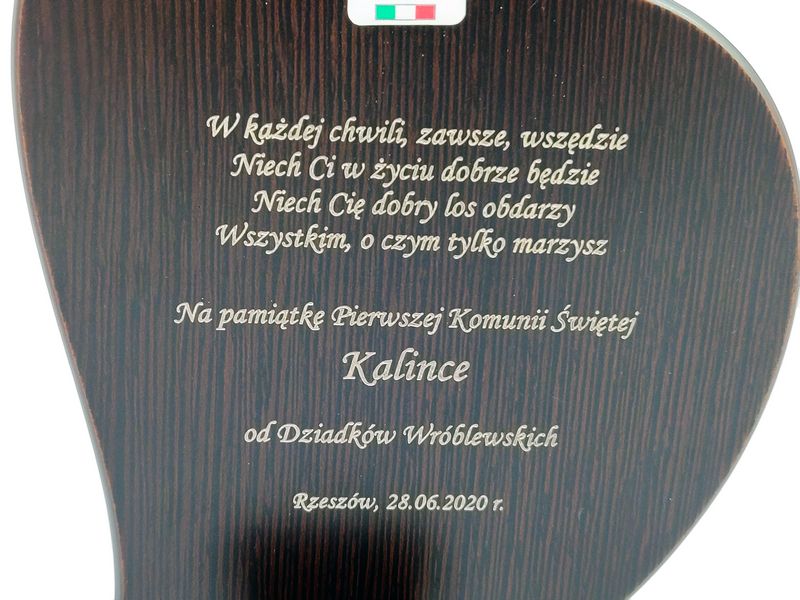 W każdej chwili, zawsze, wszędzie
Niech Ci w życiu dobrze będzie
Niech Cię dobry los obdarzy
Wszystkim, o czym tylko marzysz
Na pamiątkę Pierwszej Komunii Świętej
Kalince
od Dziadków Wróblewskich
Rzeszów, 28.06.2020 r.